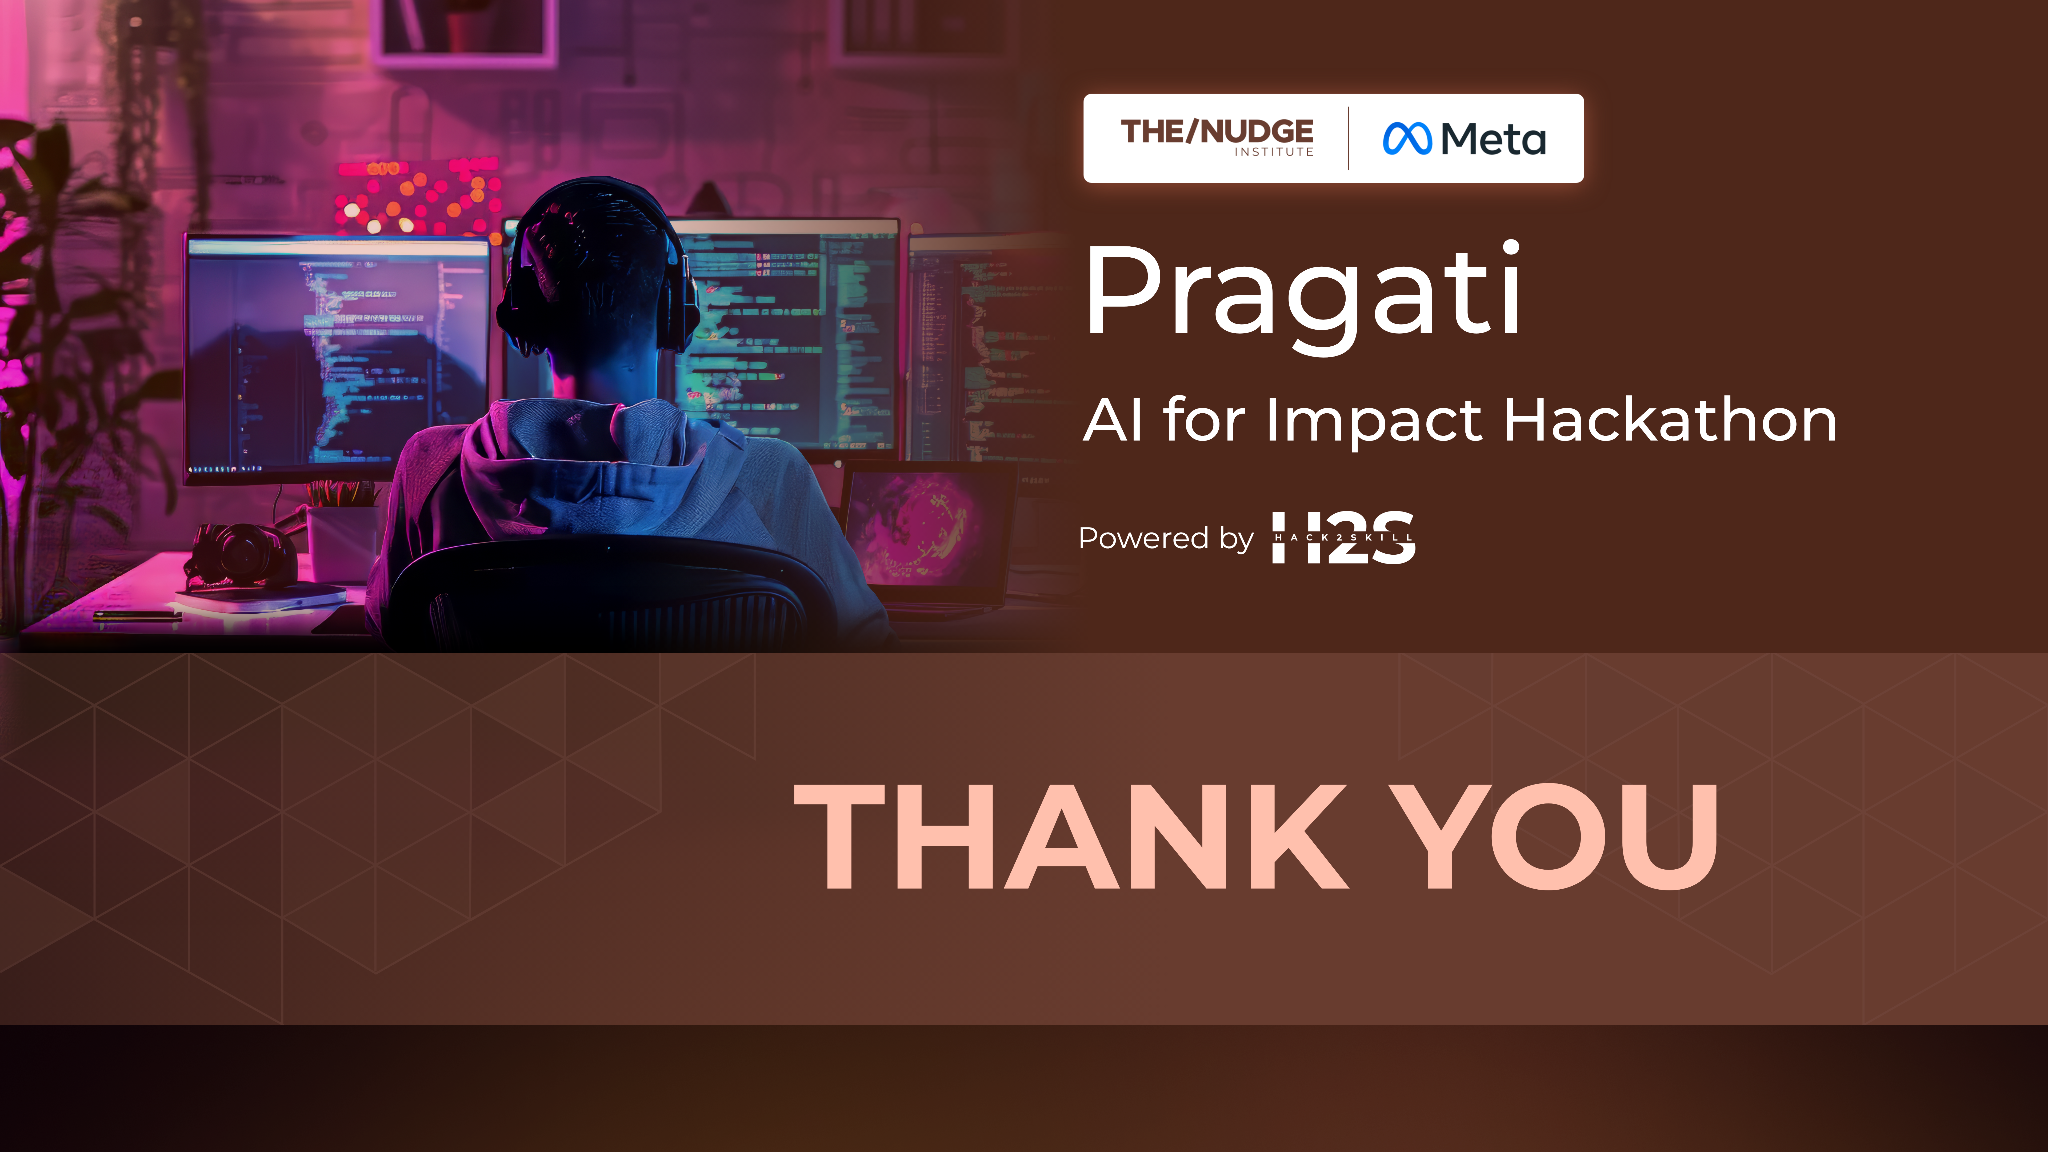 THE/NUDGE
INSTITUTE
Meta
Pragati
AI for Impact Hackathon
Powered by H2S
HACK2SKILL
THANK YOU